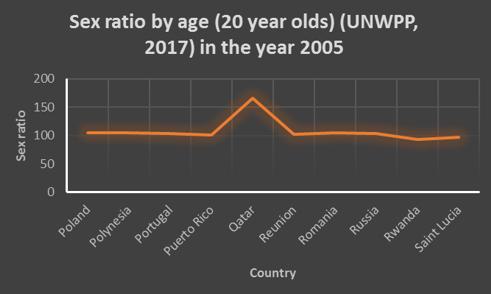 Sex ratio by age (20 year olds) (UNWPP,
2017) in the year 2005
200
150
100
50
0
Sex ratio
Poland
Polynesia
Portugal
Puerto Rico
Qatar
Reunion
Romania
Russia
Rwanda
Saint Lucia
Country